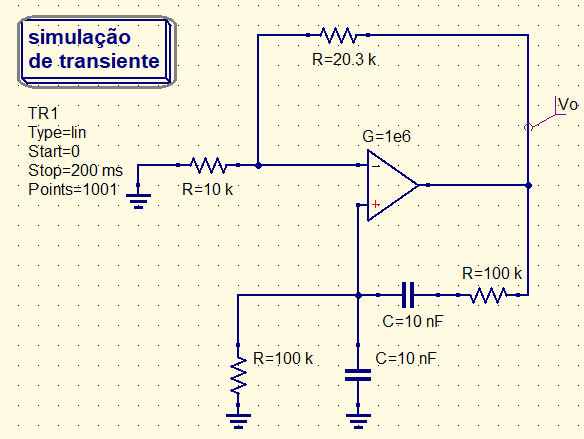 simulação
de transiente
R=20.3 k
TR1
Type=lin
Start=0
Stop=200 ms
Points=1001
Vo
G=1e6
R=10 k
R=100 k
C=10 nF
R=100 k
C=10 nF